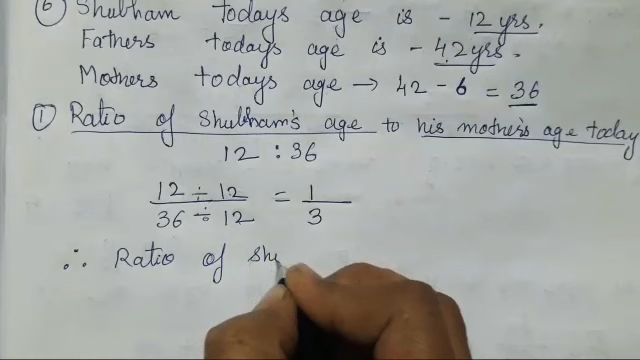 ⑥ Shubham todays age is - 12 yrs.
Fathers todays age is - 42 yrs.
Mothers todays age → 42 - 6 = 36
① Ratio of Shubham's age to his mother's age today
12 : 36
12 ÷ 12 / 36 ÷ 12 = 1 / 3
∴ Ratio of Shu